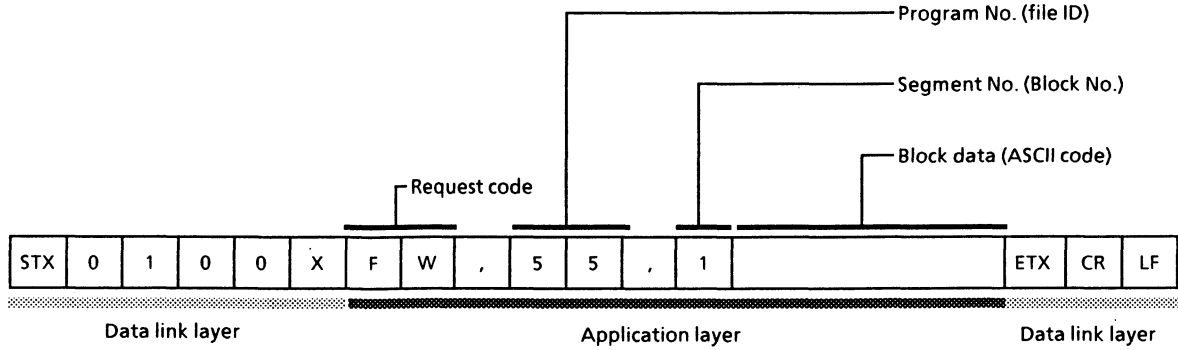 Program No. (file ID)
Segment No. (Block No.)
Block data (ASCII code)
Request code
STX 0 1 0 0 X F W , 5 5 , 1 ETX CR LF
Data link layer Application layer Data link layer